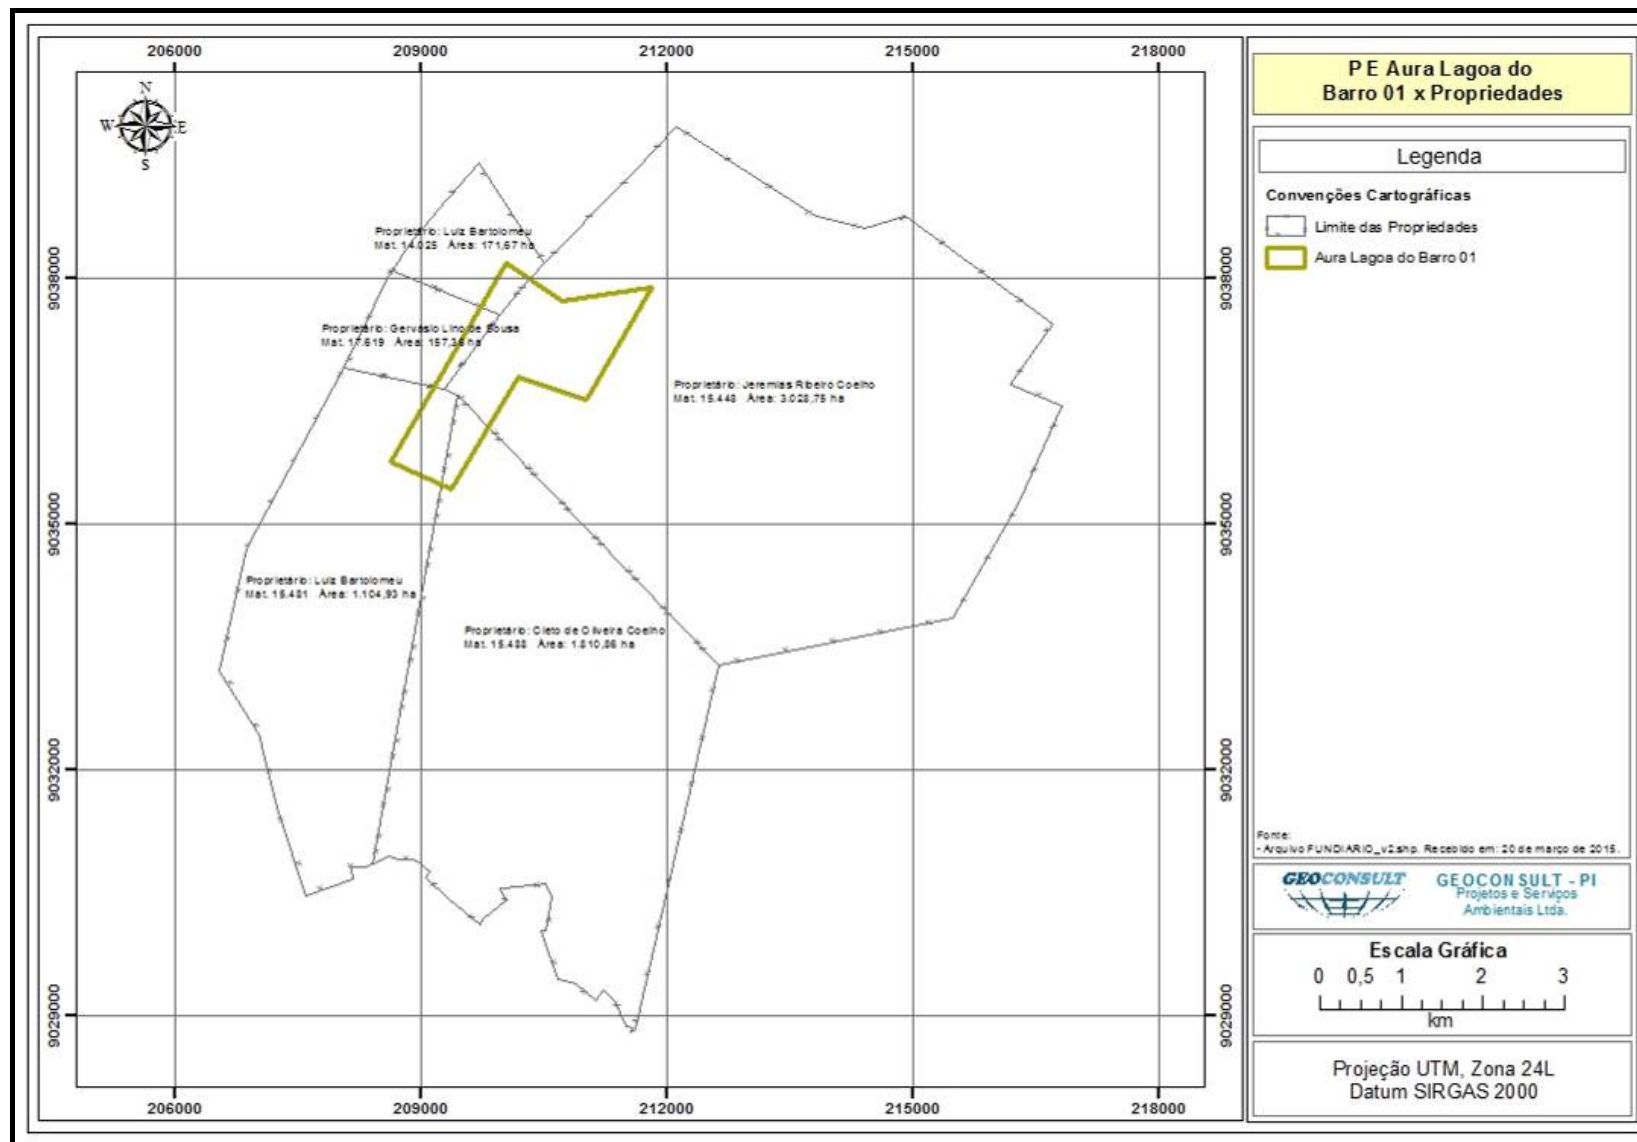 206000 209000 212000 215000 218000
N
W E
S
9038000 9038000
9035000 9035000
9032000 9032000
9029000 9029000
Proprietário: Luiz Bartolomeu
Mat. 14.025 Área: 171,67 ha
Proprietário: Gervásio Lino de Sousa
Mat. 17.619 Área: 157,36 ha
Proprietário: Jeremias Ribeiro Coelho
Mat. 15.448 Área: 3.028,75 ha
Proprietário: Luiz Bartolomeu
Mat. 15.481 Área: 1.104,93 ha
Proprietário: Cleto de Oliveira Coelho
Mat. 15.488 Área: 1.810,86 ha
206000 209000 212000 215000 218000
PE Aura Lagoa do
Barro 01 x Propriedades
Legenda
Convenções Cartográficas
Limite das Propriedades
Aura Lagoa do Barro 01
Fonte:
- Arquivo FUNDIARIO_v2.shp. Recebido em: 20 de março de 2015.
GEOCONSULT
GEOCONSULT - PI
Projetos e Serviços
Ambientais Ltda.
Escala Gráfica
0 0,5 1 2 3
km
Projeção UTM, Zona 24L
Datum SIRGAS 2000